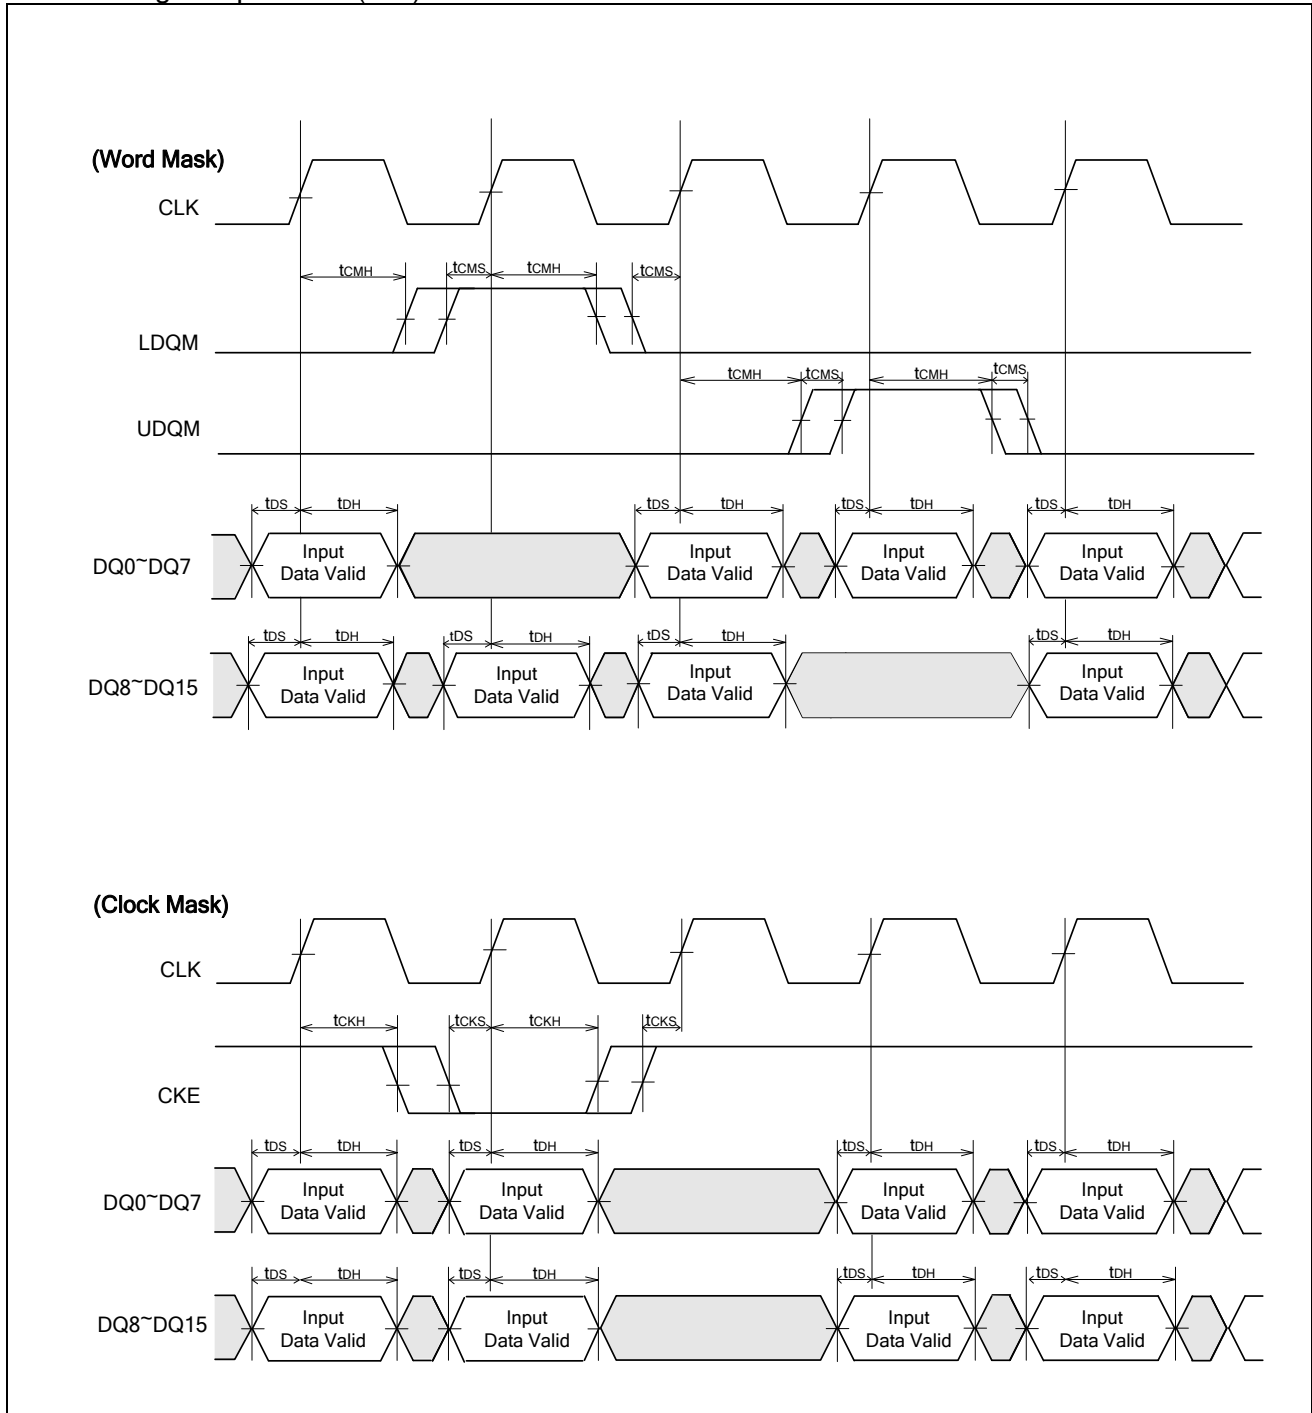 (Word Mask)
CLK
tCMH tCMS tCMH tCMS
LDQM
tCMH tCMS tCMH tCMS
UDQM
tDS tDH tDS tDH tDS tDH tDS tDH
DQ0~DQ7
Input Data Valid
Input Data Valid
Input Data Valid
Input Data Valid
tDS tDH tDS tDH tDS tDH tDS tDH
DQ8~DQ15
Input Data Valid
Input Data Valid
Input Data Valid
Input Data Valid
(Clock Mask)
CLK
tCKH tCKS tCKH tCKS
CKE
tDS tDH tDS tDH tDS tDH tDS tDH
DQ0~DQ7
Input Data Valid
Input Data Valid
Input Data Valid
Input Data Valid
tDS tDH tDS tDH tDS tDH tDS tDH
DQ8~DQ15
Input Data Valid
Input Data Valid
Input Data Valid
Input Data Valid